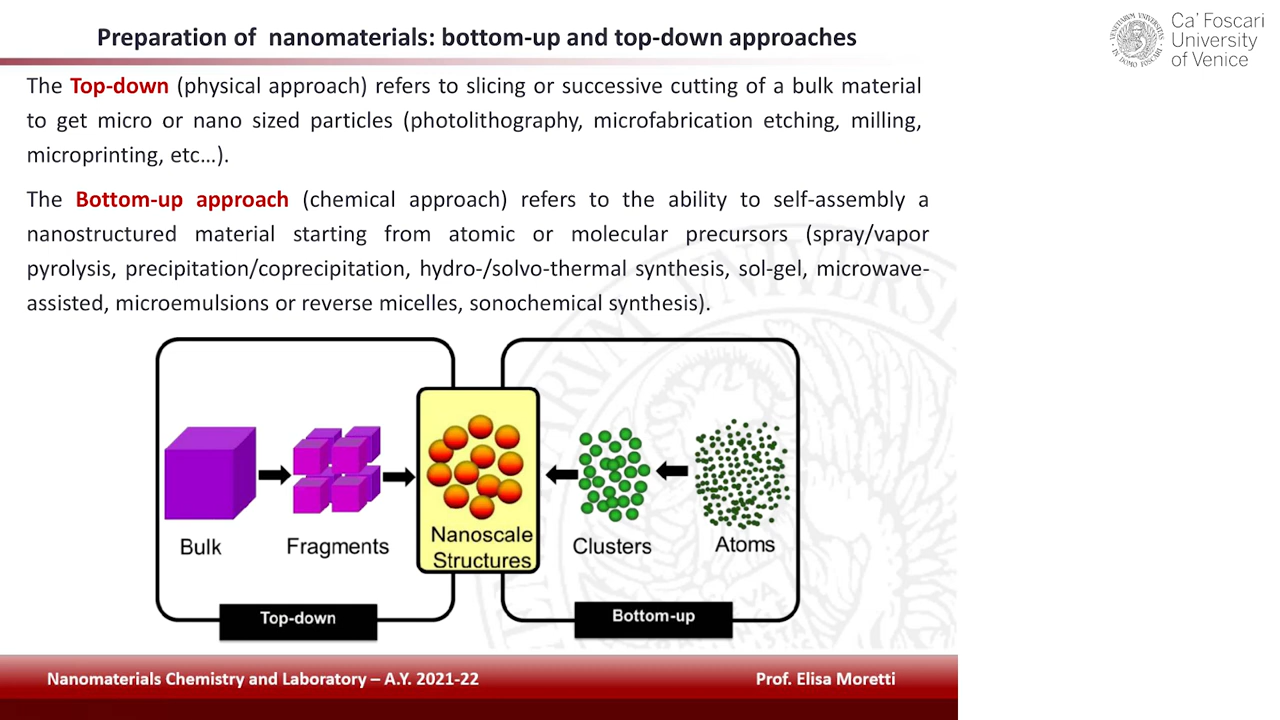 Preparation of nanomaterials: bottom-up and top-down approaches
Ca' Foscari
University
of Venice
The Top-down (physical approach) refers to slicing or successive cutting of a bulk material
to get micro or nano sized particles (photolithography, microfabrication etching, milling,
microprinting, etc...).
The Bottom-up approach (chemical approach) refers to the ability to self-assembly a
nanostructured material starting from atomic or molecular precursors (spray/vapor
pyrolysis, precipitation/coprecipitation, hydro-/solvo-thermal synthesis, sol-gel, microwave-
assisted, microemulsions or reverse micelles, sonochemical synthesis).
Bulk
Fragments
Nanoscale
Structures
Clusters
Atoms
Top-down
Bottom-up
Nanomaterials Chemistry and Laboratory – A.Y. 2021-22
Prof. Elisa Moretti